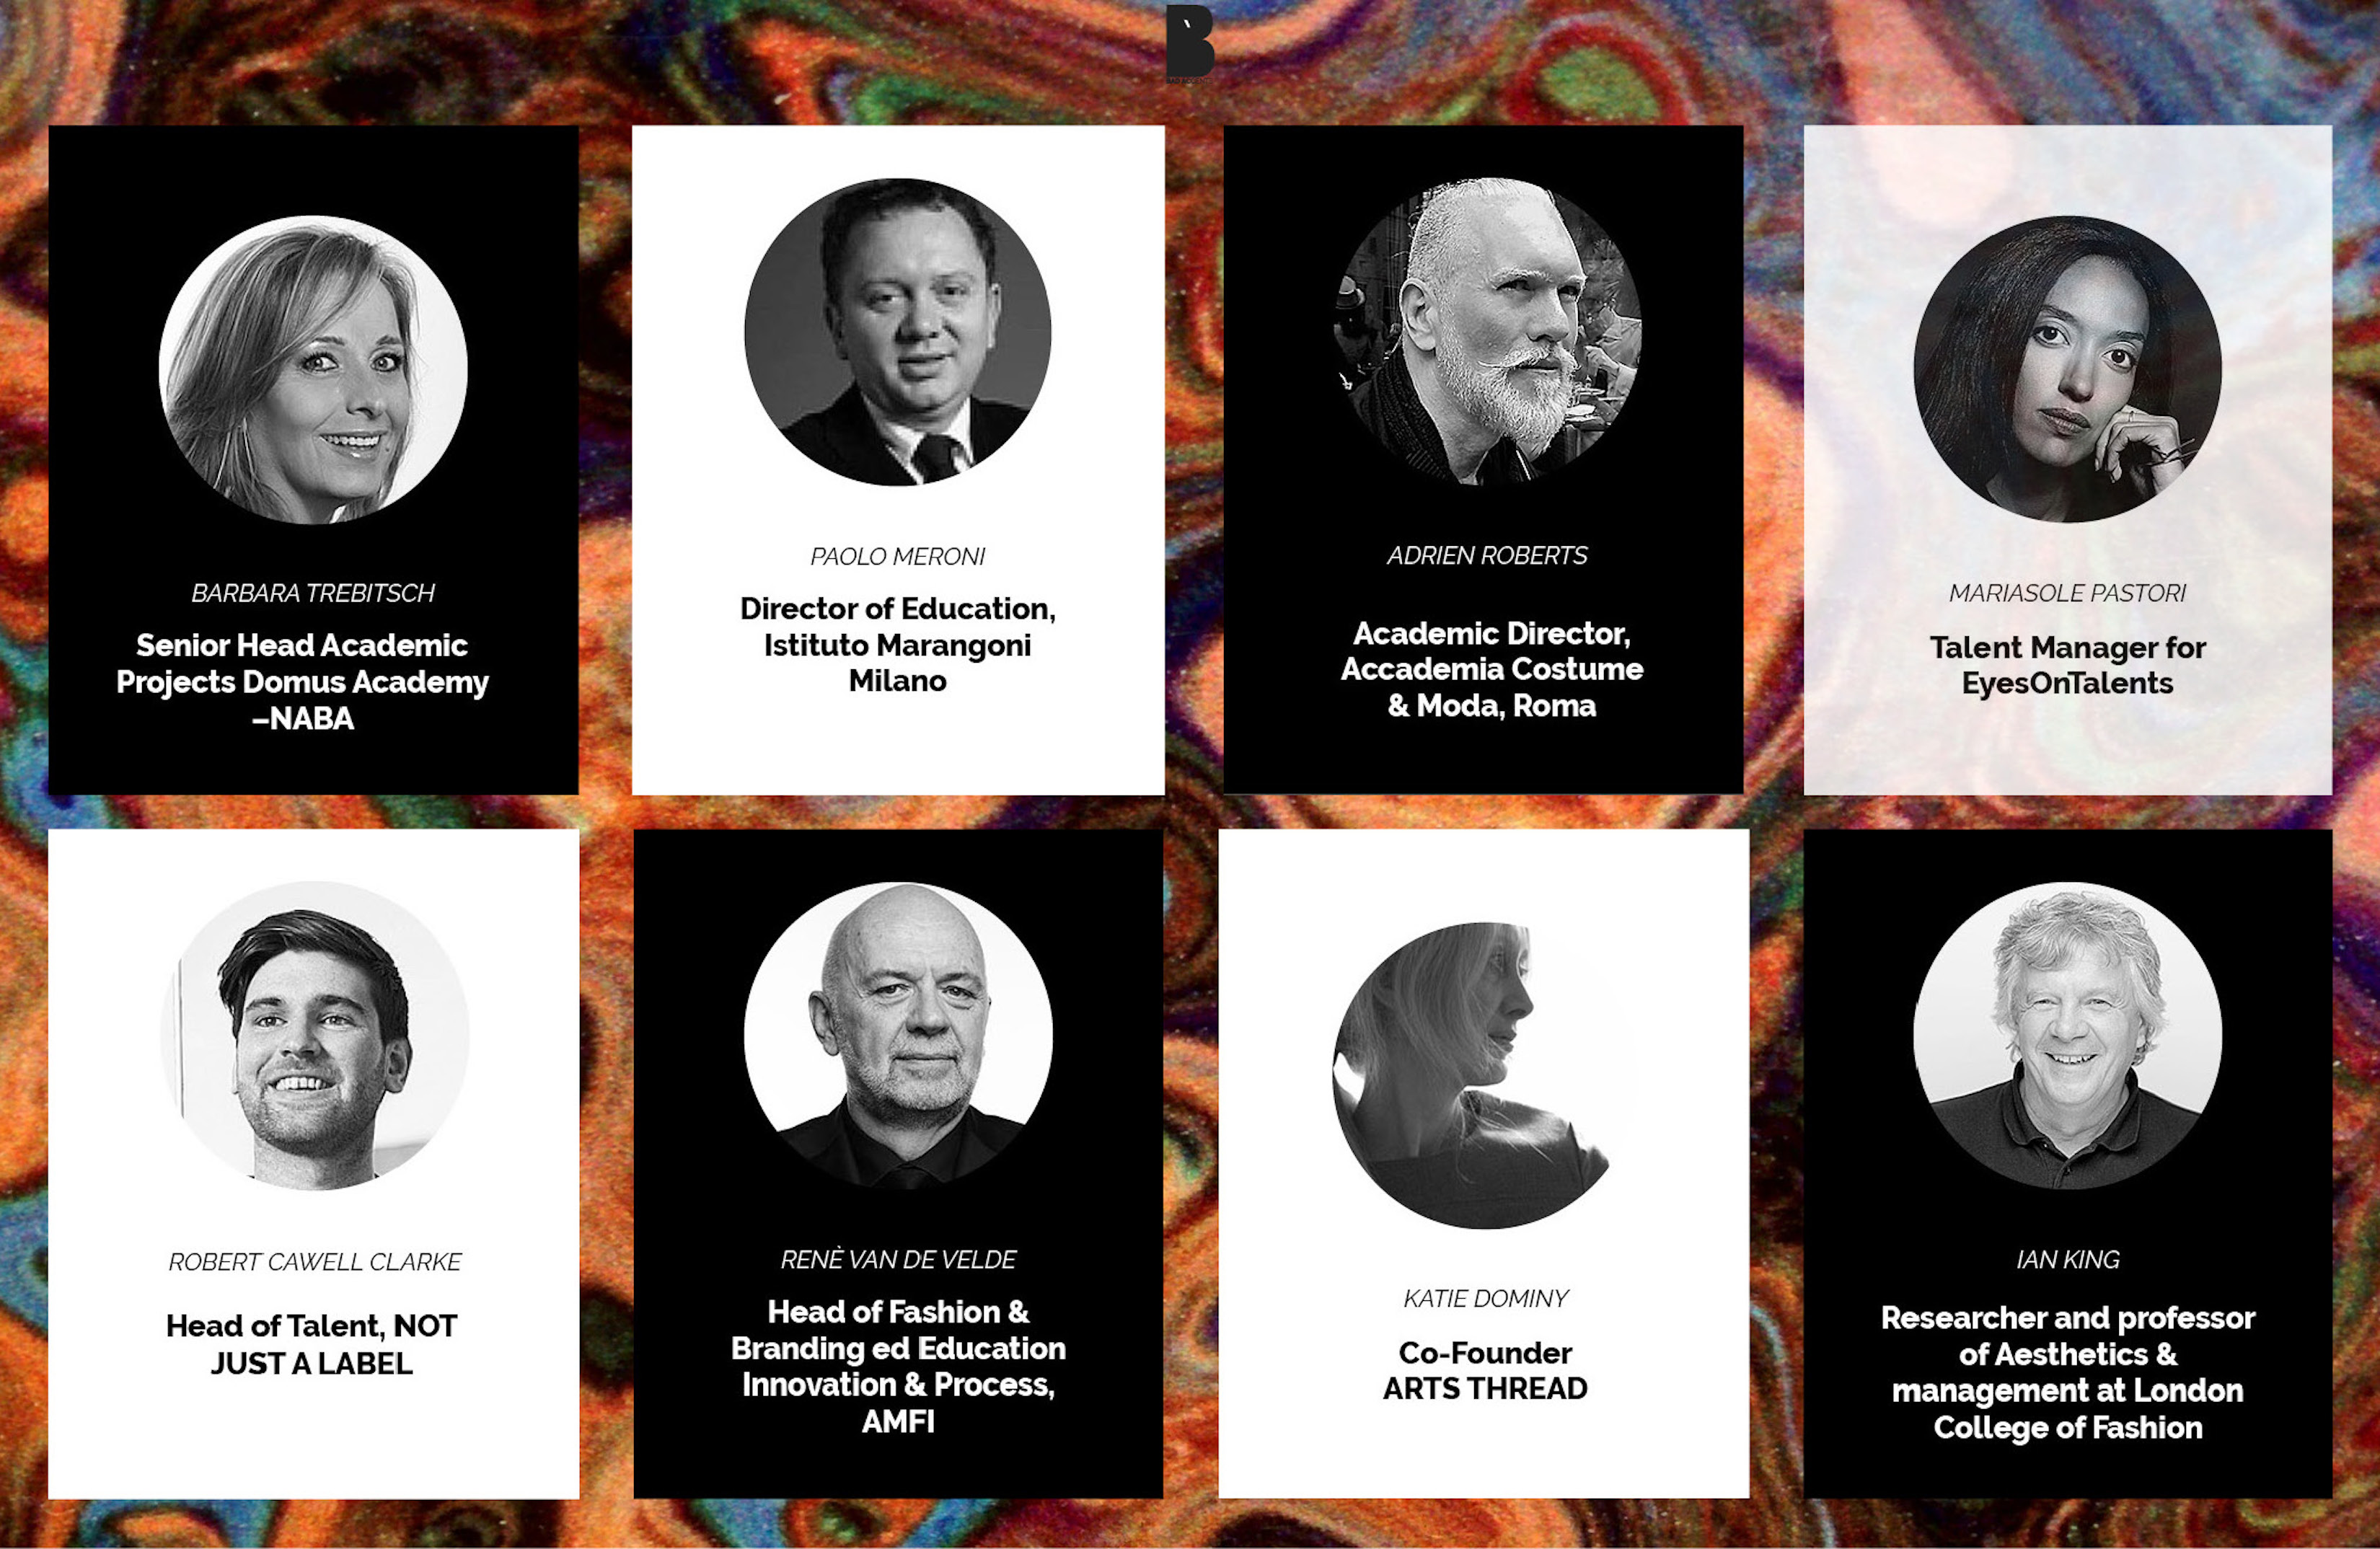 B
BARBARA TREBITSCH
Senior Head Academic
Projects Domus Academy
–NABA
PAOLO MERONI
Director of Education,
Istituto Marangoni
Milano
ADRIEN ROBERTS
Academic Director,
Accademia Costume
& Moda, Roma
MARIASOLE PASTORI
Talent Manager for
EyesOnTalents
ROBERT CAWELL CLARKE
Head of Talent, NOT
JUST A LABEL
RENÈ VAN DE VELDE
Head of Fashion &
Branding ed Education
Innovation & Process,
AMFI
KATIE DOMINY
Co-Founder
ARTS THREAD
IAN KING
Researcher and professor
of Aesthetics &
management at London
College of Fashion